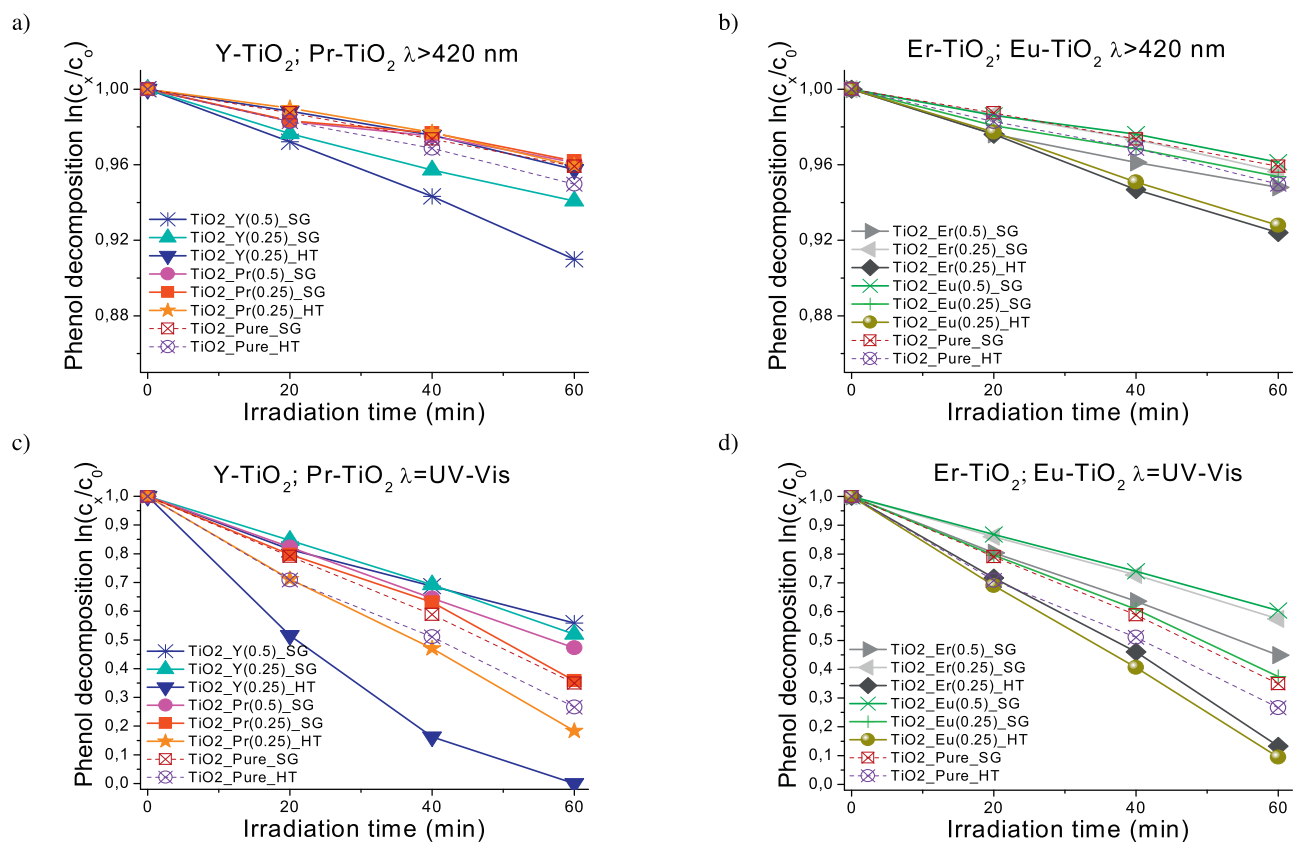 a)
Y-TiO2; Pr-TiO2 λ>420 nm
Phenol decomposition ln(cx/co)
1,00
0,96
0,92
0,88
TiO2_Y(0.5)_SG
TiO2_Y(0.25)_SG
TiO2_Y(0.25)_HT
TiO2_Pr(0.5)_SG
TiO2_Pr(0.25)_SG
TiO2_Pr(0.25)_HT
TiO2_Pure_SG
TiO2_Pure_HT
0 20 40 60
Irradiation time (min)
b)
Er-TiO2; Eu-TiO2 λ>420 nm
Phenol decomposition ln(cx/c0)
1,00
0,96
0,92
0,88
TiO2_Er(0.5)_SG
TiO2_Er(0.25)_SG
TiO2_Er(0.25)_HT
TiO2_Eu(0.5)_SG
TiO2_Eu(0.25)_SG
TiO2_Eu(0.25)_HT
TiO2_Pure_SG
TiO2_Pure_HT
0 20 40 60
Irradiation time (min)
c)
Y-TiO2; Pr-TiO2 λ=UV-Vis
Phenol decomposition ln(cx/c0)
1,0
0,9
0,8
0,7
0,6
0,5
0,4
0,3
0,2
0,1
0,0
TiO2_Y(0.5)_SG
TiO2_Y(0.25)_SG
TiO2_Y(0.25)_HT
TiO2_Pr(0.5)_SG
TiO2_Pr(0.25)_SG
TiO2_Pr(0.25)_HT
TiO2_Pure_SG
TiO2_Pure_HT
0 20 40 60
Irradiation time (min)
d)
Er-TiO2; Eu-TiO2 λ=UV-Vis
Phenol decomposition ln(cx/c0)
1,0
0,9
0,8
0,7
0,6
0,5
0,4
0,3
0,2
0,1
0,0
TiO2_Er(0.5)_SG
TiO2_Er(0.25)_SG
TiO2_Er(0.25)_HT
TiO2_Eu(0.5)_SG
TiO2_Eu(0.25)_SG
TiO2_Eu(0.25)_HT
TiO2_Pure_SG
TiO2_Pure_HT
0 20 40 60
Irradiation time (min)